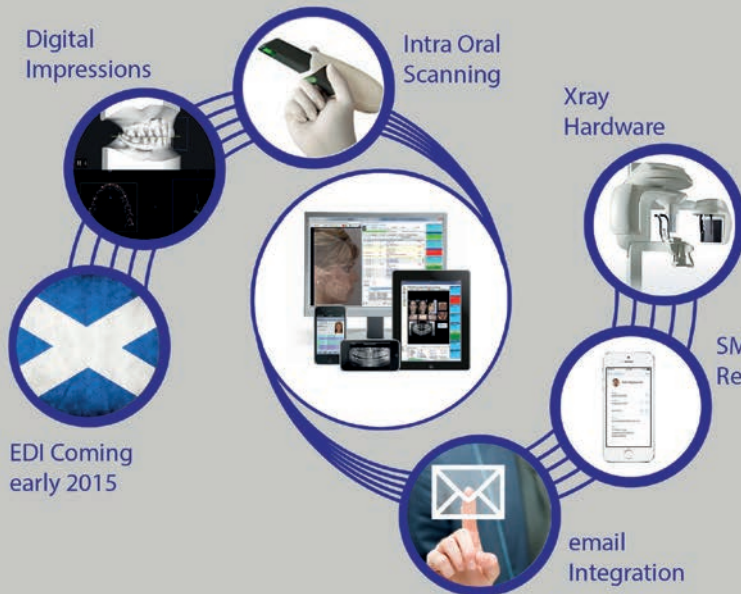 Digital
Impressions
Intra Oral
Scanning
Xray
Hardware
EDI Coming
early 2015
email
Integration